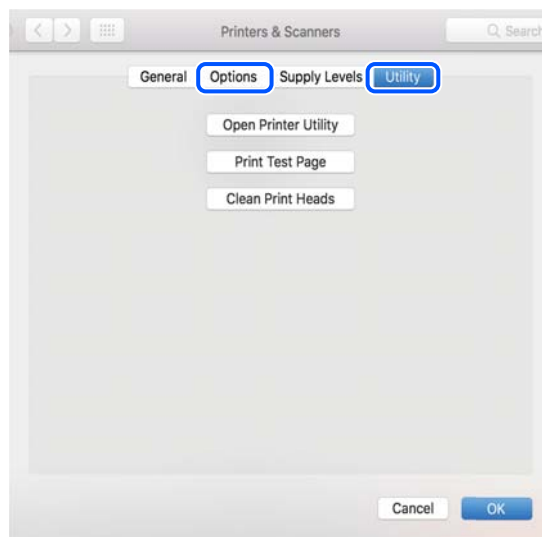 Printers & Scanners
Search
General Options Supply Levels Utility
Open Printer Utility
Print Test Page
Clean Print Heads
Cancel OK